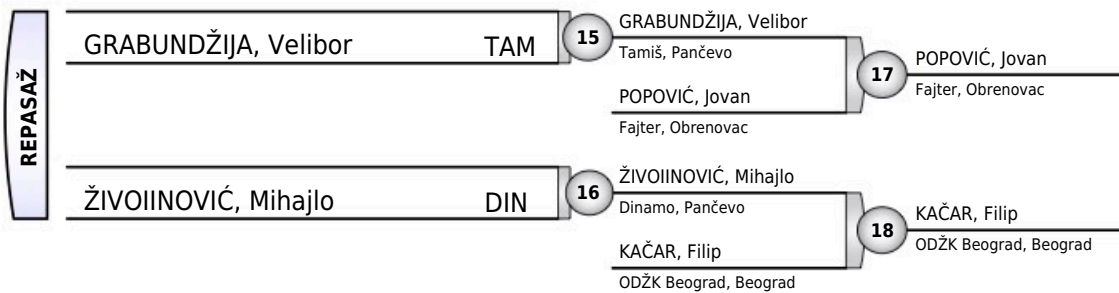 REPASAŽ
GRABUNDŽIJA, Velibor TAM
15
GRABUNDŽIJA, Velibor
Tamiš, Pančevo
POPOVIĆ, Jovan
Fajter, Obrenovac
17
POPOVIĆ, Jovan
Fajter, Obrenovac
ŽIVOIINOVIĆ, Mihajlo DIN
16
ŽIVOIINOVIĆ, Mihajlo
Dinamo, Pančevo
KAČAR, Filip
ODŽK Beograd, Beograd
18
KAČAR, Filip
ODŽK Beograd, Beograd